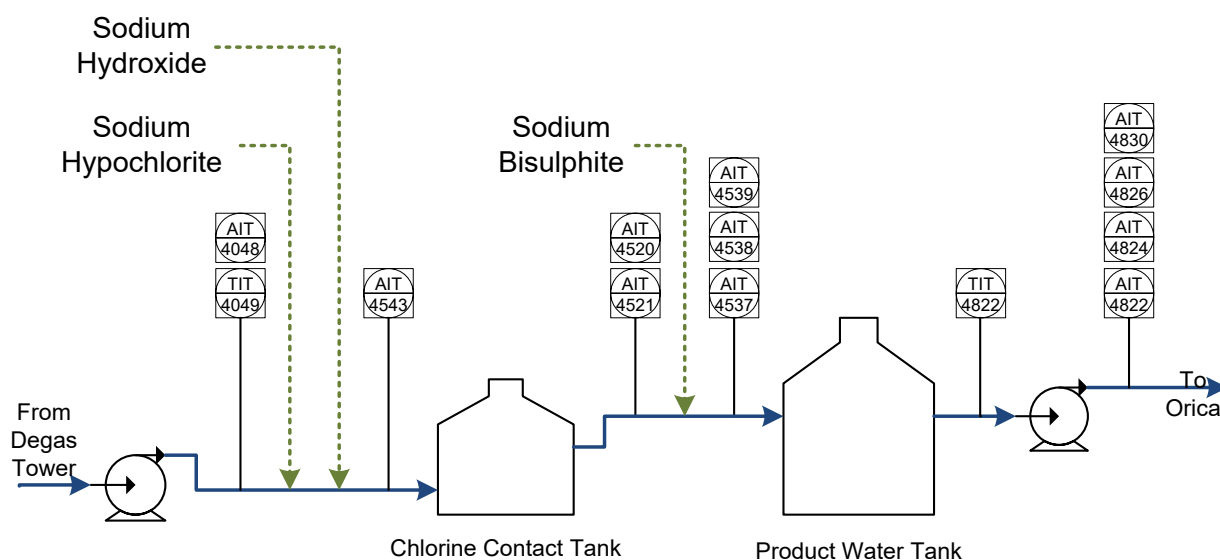 Sodium
Hydroxide
Sodium
Hypochlorite
Sodium
Bisulphite
AIT
4048
TIT
4049
AIT
4543
AIT
4520
AIT
4521
AIT
4539
AIT
4538
AIT
4537
TIT
4822
AIT
4830
AIT
4826
AIT
4824
AIT
4822
From
Degas
Tower
To
Orica
Chlorine Contact Tank
Product Water Tank